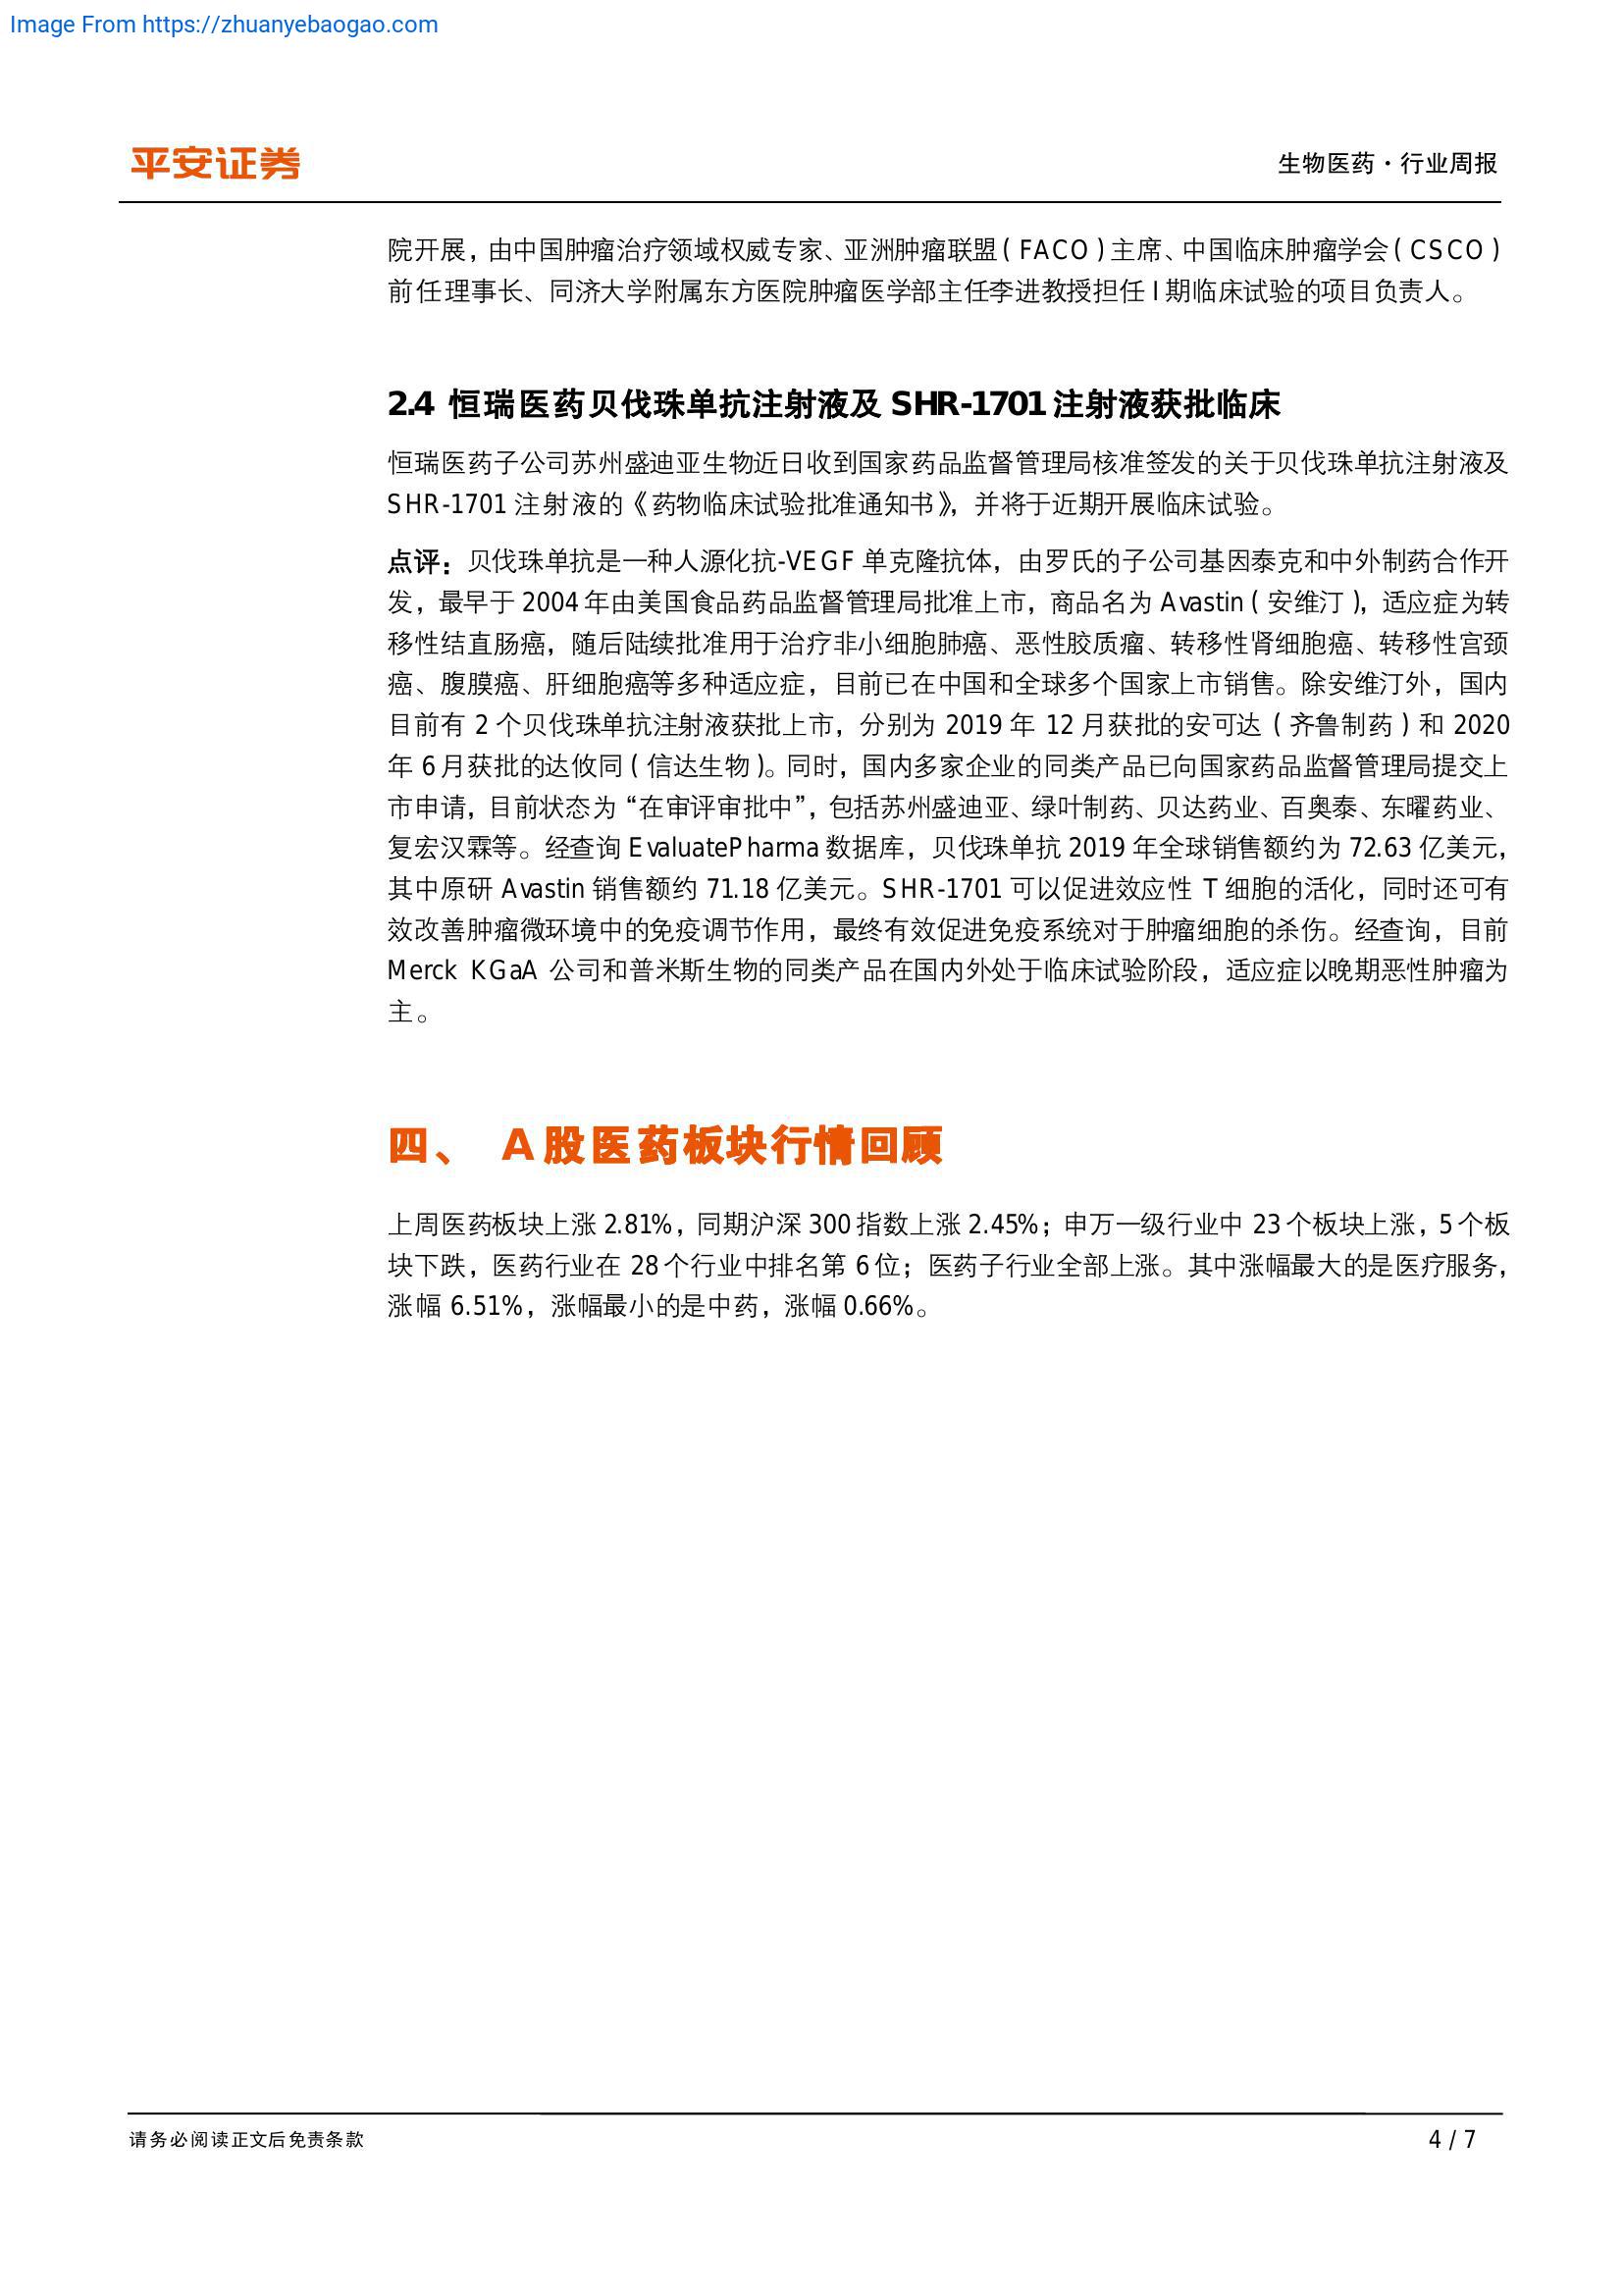 Image From https://zhuanyebaogao.com
平安证券
生物医药·行业周报
院开展，由中国肿瘤治疗领域权威专家、亚洲肿瘤联盟（FACO）主席、中国临床肿瘤学会（CSCO）
前任理事长、同济大学附属东方医院肿瘤医学部主任李进教授担任 I 期临床试验的项目负责人。
2.4 恒瑞医药贝伐珠单抗注射液及 SHR-1701 注射液获批临床
恒瑞医药子公司苏州盛迪亚生物近日收到国家药品监督管理局核准签发的关于贝伐珠单抗注射液及
SHR-1701 注射液的《药物临床试验批准通知书》，并将于近期开展临床试验。
点评：贝伐珠单抗是一种人源化抗-VEGF 单克隆抗体，由罗氏的子公司基因泰克和中外制药合作开
发，最早于 2004 年由美国食品药品监督管理局批准上市，商品名为 Avastin（安维汀），适应症为转
移性结直肠癌，随后陆续批准用于治疗非小细胞肺癌、恶性胶质瘤、转移性肾细胞癌、转移性宫颈
癌、腹膜癌、肝细胞癌等多种适应症，目前已在中国和全球多个国家上市销售。除安维汀外，国内
目前有 2 个贝伐珠单抗注射液获批上市，分别为 2019 年 12 月获批的安可达（齐鲁制药）和 2020
年 6 月获批的达攸同（信达生物）。同时，国内多家企业的同类产品已向国家药品监督管理局提交上
市申请，目前状态为“在审评审批中”，包括苏州盛迪亚、绿叶制药、贝达药业、百奥泰、东曜药业、
复宏汉霖等。经查询 EvaluatePharma 数据库，贝伐珠单抗 2019 年全球销售额约为 72.63 亿美元，
其中原研 Avastin 销售额约 71.18 亿美元。SHR-1701 可以促进效应性 T 细胞的活化，同时还可有
效改善肿瘤微环境中的免疫调节作用，最终有效促进免疫系统对于肿瘤细胞的杀伤。经查询，目前
Merck KGaA 公司和普米斯生物的同类产品在国内外处于临床试验阶段，适应症以晚期恶性肿瘤为
主。
四、 A 股医药板块行情回顾
上周医药板块上涨 2.81%，同期沪深 300 指数上涨 2.45%；申万一级行业中 23 个板块上涨，5 个板
块下跌，医药行业在 28 个行业中排名第 6 位；医药子行业全部上涨。其中涨幅最大的是医疗服务，
涨幅 6.51%，涨幅最小的是中药，涨幅 0.66%。
请务必阅读正文后免责条款
4 / 7